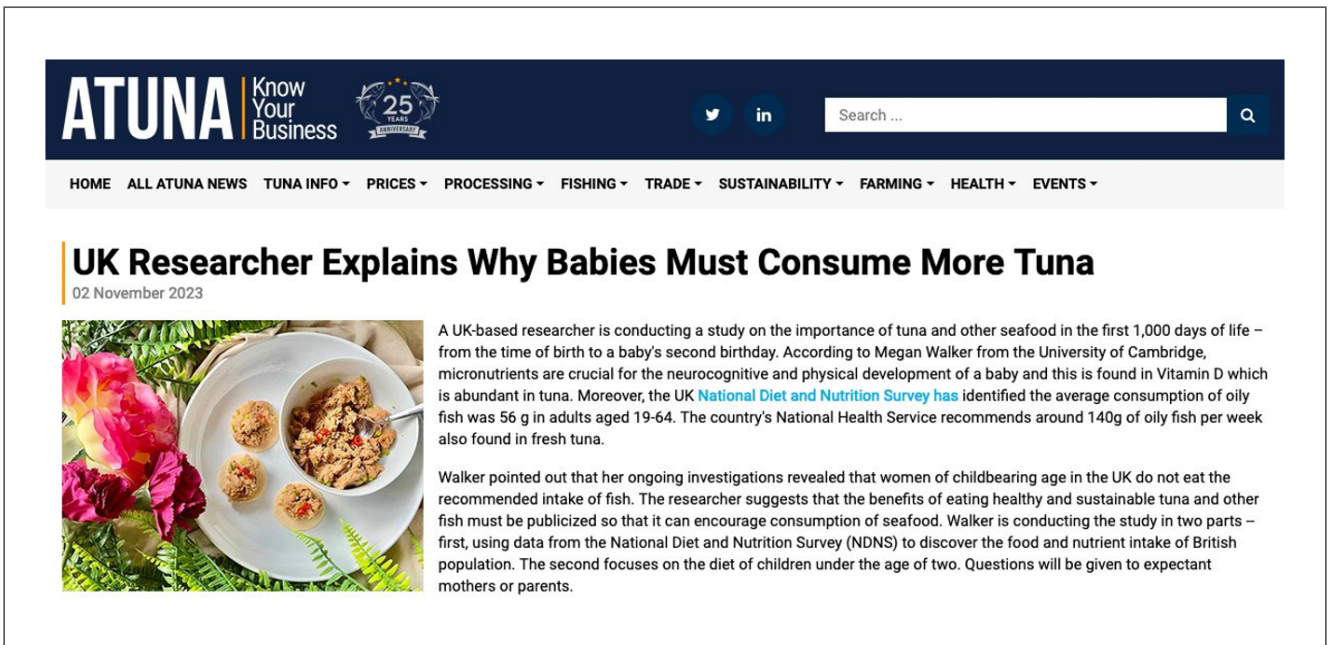 ATUNA
Know
Your
Business
25
YEARS
ANNIVERSARY
in
Search ...
HOME ALL ATUNA NEWS TUNA INFO PRICES PROCESSING FISHING TRADE SUSTAINABILITY FARMING HEALTH EVENTS
UK Researcher Explains Why Babies Must Consume More Tuna
02 November 2023
A UK-based researcher is conducting a study on the importance of tuna and other seafood in the first 1,000 days of life –
from the time of birth to a baby's second birthday. According to Megan Walker from the University of Cambridge,
micronutrients are crucial for the neurocognitive and physical development of a baby and this is found in Vitamin D which
is abundant in tuna. Moreover, the UK National Diet and Nutrition Survey has identified the average consumption of oily
fish was 56 g in adults aged 19-64. The country's National Health Service recommends around 140g of oily fish per week
also found in fresh tuna.
Walker pointed out that her ongoing investigations revealed that women of childbearing age in the UK do not eat the
recommended intake of fish. The researcher suggests that the benefits of eating healthy and sustainable tuna and other
fish must be publicized so that it can encourage consumption of seafood. Walker is conducting the study in two parts –
first, using data from the National Diet and Nutrition Survey (NDNS) to discover the food and nutrient intake of British
population. The second focuses on the diet of children under the age of two. Questions will be given to expectant
mothers or parents.